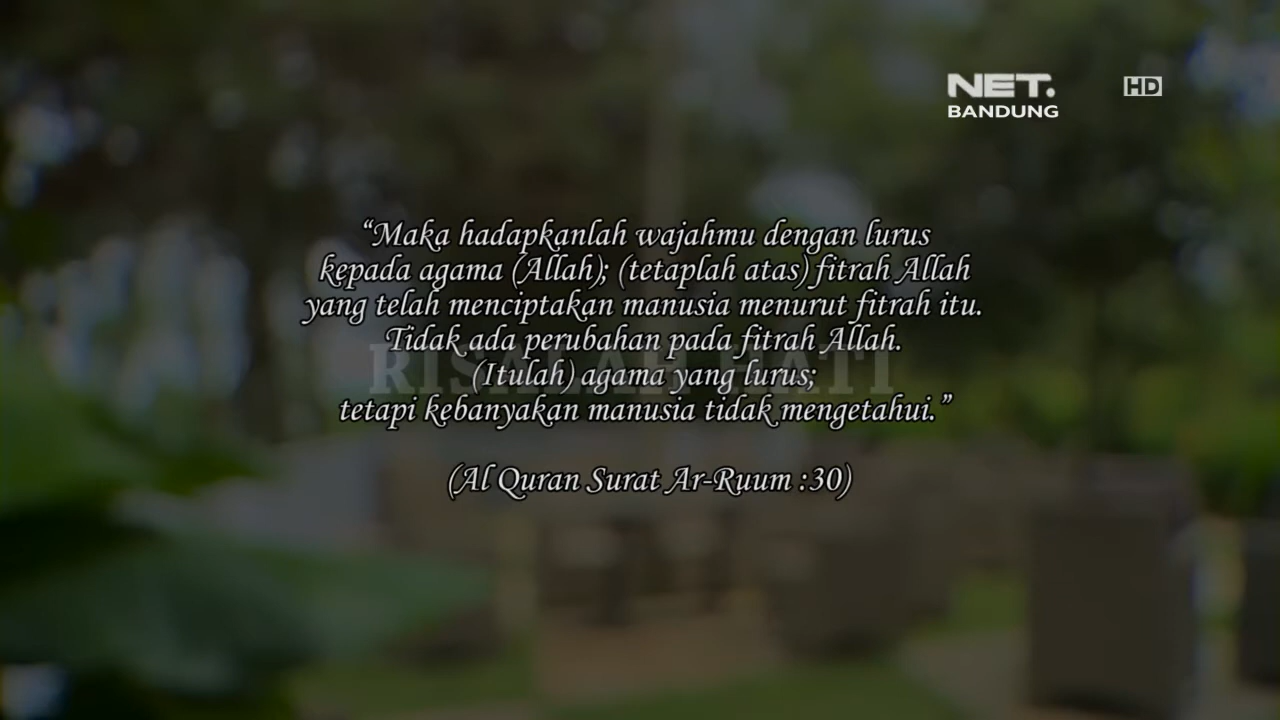 NET.
BANDUNG
HD
“Maka hadapkanlah wajahmu dengan lurus
kepada agama (Allah); (tetaplah atas) fitrah Allah
yang telah menciptakan manusia menurut fitrah itu.
Tidak ada perubahan pada fitrah Allah.
(Itulah) agama yang lurus;
tetapi kebanyakan manusia tidak mengetahui.”
(Al Quran Surat Ar-Ruum :30)
RISALAH HATI